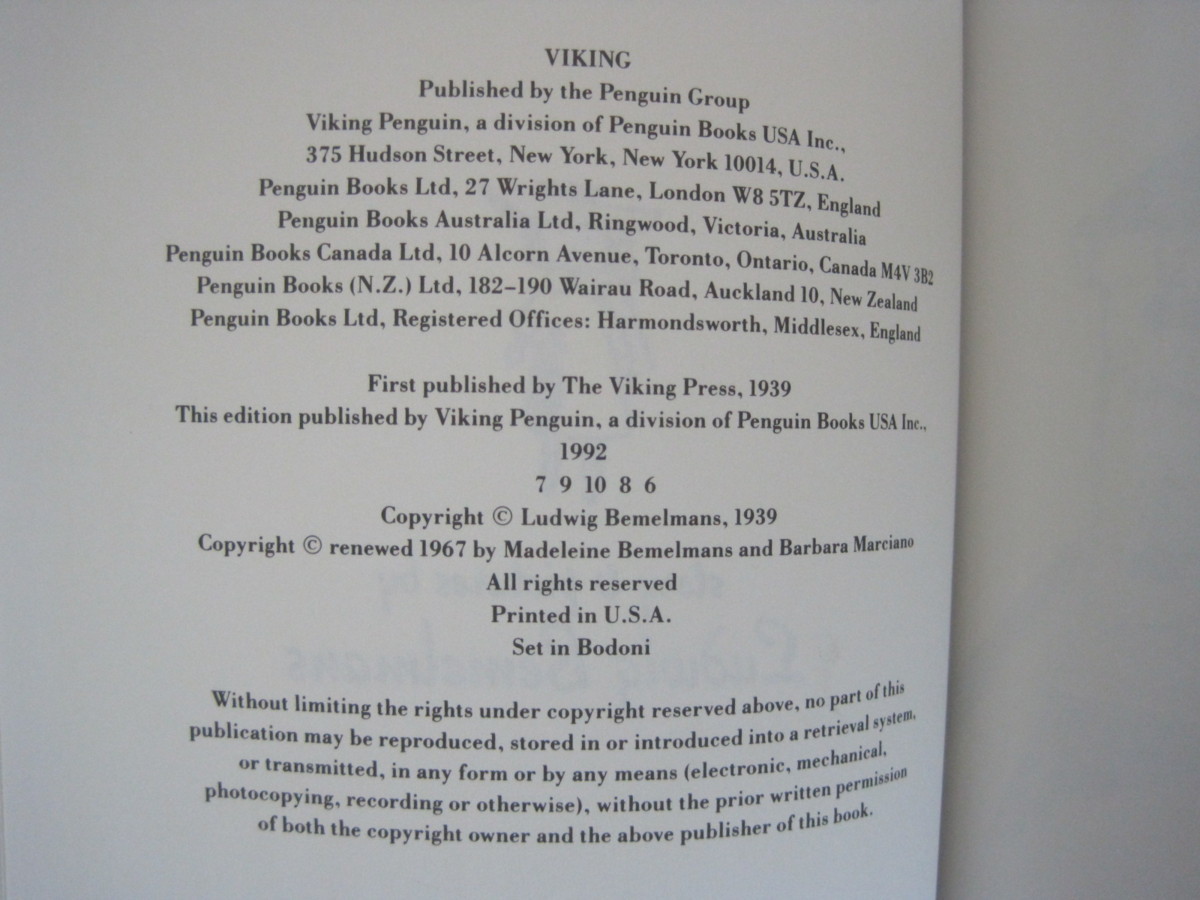 VIKING
Published by the Penguin Group
Viking Penguin, a division of Penguin Books USA Inc.,
375 Hudson Street, New York, New York 10014, U.S.A.
Penguin Books Ltd, 27 Wrights Lane, London W8 5TZ, England
Penguin Books Australia Ltd, Ringwood, Victoria, Australia
Penguin Books Canada Ltd, 10 Alcorn Avenue, Toronto, Ontario, Canada M4V 3B2
Penguin Books (N.Z.) Ltd, 182–190 Wairau Road, Auckland 10, New Zealand
Penguin Books Ltd, Registered Offices: Harmondsworth, Middlesex, England
First published by The Viking Press, 1939
This edition published by Viking Penguin, a division of Penguin Books USA Inc.,
1992
7 9 10 8 6
Copyright © Ludwig Bemelmans, 1939
Copyright © renewed 1967 by Madeleine Bemelmans and Barbara Marciano
All rights reserved
Printed in U.S.A.
Set in Bodoni
Without limiting the rights under copyright reserved above, no part of this
publication may be reproduced, stored in or introduced into a retrieval system,
or transmitted, in any form or by any means (electronic, mechanical,
photocopying, recording or otherwise), without the prior written permission
of both the copyright owner and the above publisher of this book.